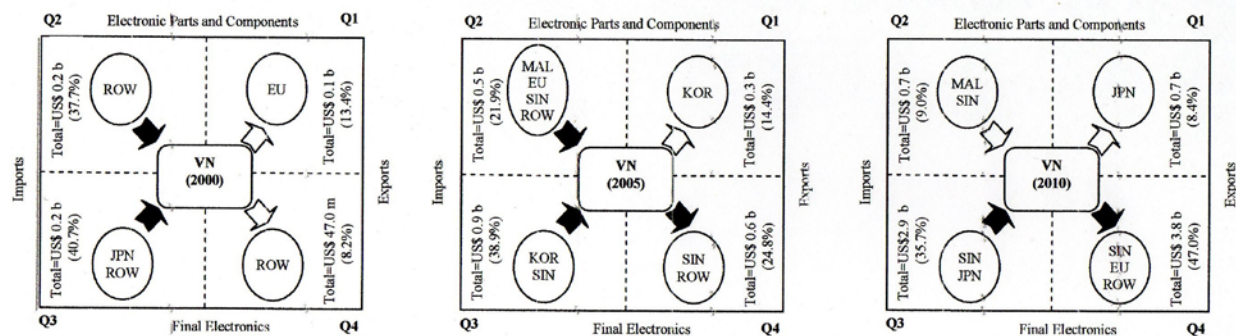 Q2 Electronic Parts and Components Q1
Imports
Exports
Total=US$ 0.2 b
(37.7%)
ROW
EU
Total=US$ 0.1 b
(13.4%)
VN
(2000)
Total=US$ 0.2 b
(40.7%)
JPN
ROW
ROW
Total=US$ 47.0 m
(8.2%)
Q3 Final Electronics Q4
Q2 Electronic Parts and Components Q1
Imports
Exports
Total=US$ 0.5 b
(21.9%)
MAL
EU
SIN
ROW
KOR
Total=US$ 0.3 b
(14.4%)
VN
(2005)
Total=US$ 0.9 b
(38.9%)
KOR
SIN
SIN
ROW
Total=US$ 0.6 b
(24.8%)
Q3 Final Electronics Q4
Q2 Electronic Parts and Components Q1
Imports
Exports
Total=US$ 0.7 b
(9.0%)
MAL
SIN
JPN
Total=US$ 0.7 b
(8.4%)
VN
(2010)
Total=US$2.9 b
(35.7%)
SIN
JPN
SIN
EU
ROW
Total=US$ 3.8 b
(47.0%)
Q3 Final Electronics Q4